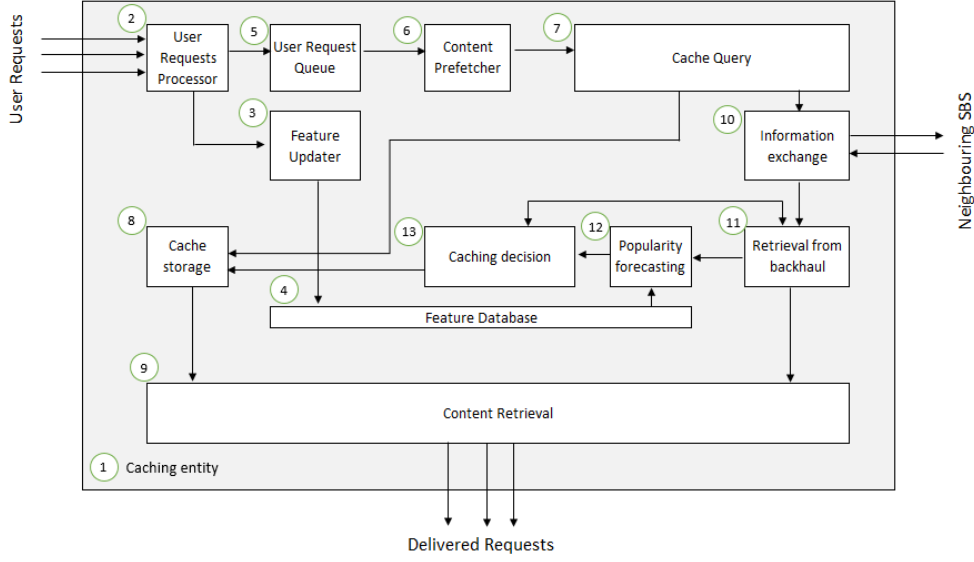 User Requests
2
User
Requests
Processor
5
User Request
Queue
6
Content
Prefetcher
7
Cache Query
3
Feature
Updater
10
Information
exchange
Neighbouring SBS
8
Cache
storage
13
Caching decision
12
Popularity
forecasting
11
Retrieval from
backhaul
4
Feature Database
9
Content Retrieval
1
Caching entity
Delivered Requests